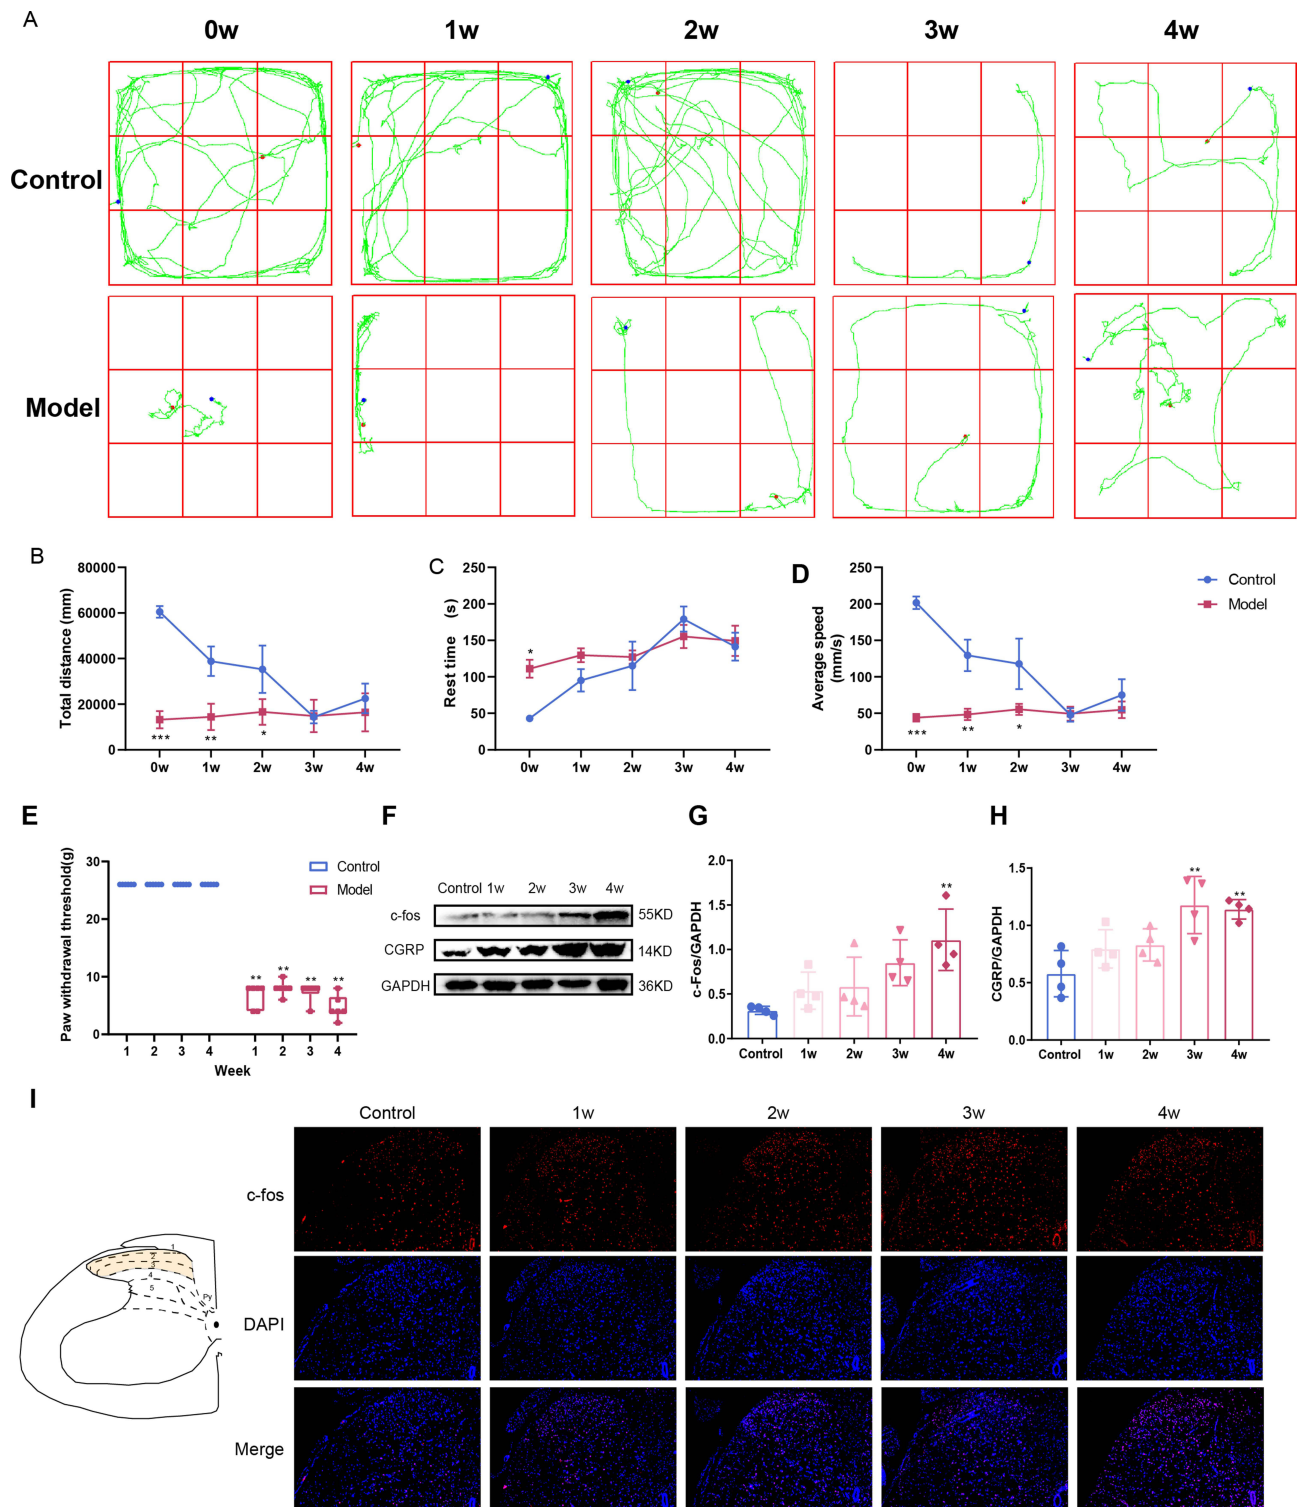 A
0w 1w 2w 3w 4w
Control
Model
B
Total distance (mm)
80000
60000
40000
20000
0
*** ** *
0w 1w 2w 3w 4w
C
Rest time (s)
250
200
150
100
50
0
*
0w 1w 2w 3w 4w
D
Average speed
(mm/s)
250
200
150
100
50
0
*** ** *
0w 1w 2w 3w 4w
Control
Model
E
Paw withdrawal threshold(g)
30
20
10
0
Control
Model
** ** ** **
1 2 3 4 1 2 3 4
Week
F
Control 1w 2w 3w 4w
c-fos 55KD
CGRP 14KD
GAPDH 36KD
G
c-Fos/GAPDH
2.0
1.5
1.0
0.5
0.0
**
Control 1w 2w 3w 4w
H
CGRP/GAPDH
1.5
1.0
0.5
0.0
** **
Control 1w 2w 3w 4w
I
Control 1w 2w 3w 4w
c-fos
DAPI
Merge
1
2
3
4
5